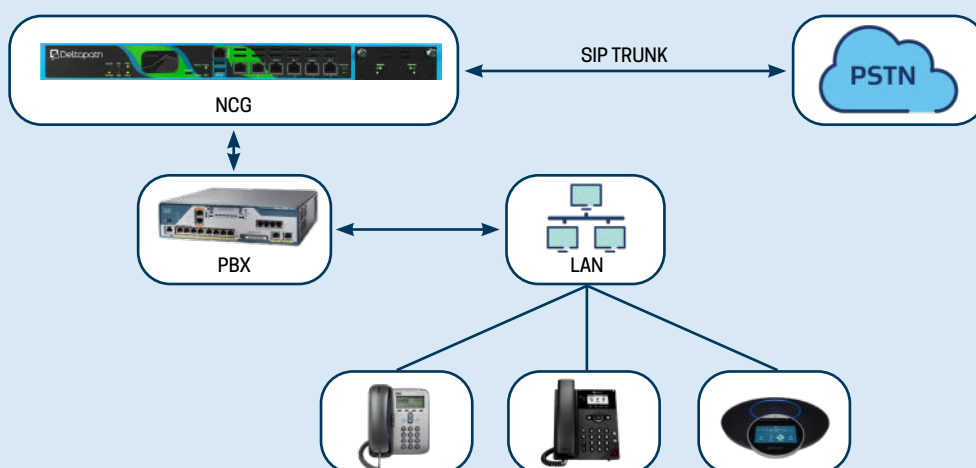 Deltapath
SIP TRUNK
PSTN
NCG
PBX
LAN